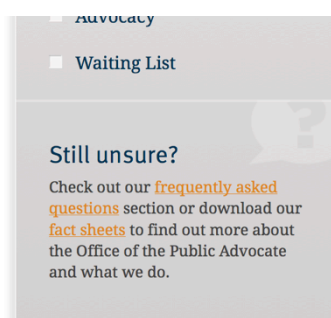 Advocacy
Waiting List
Still unsure?
Check out our frequently asked
questions section or download our
fact sheets to find out more about
the Office of the Public Advocate
and what we do.